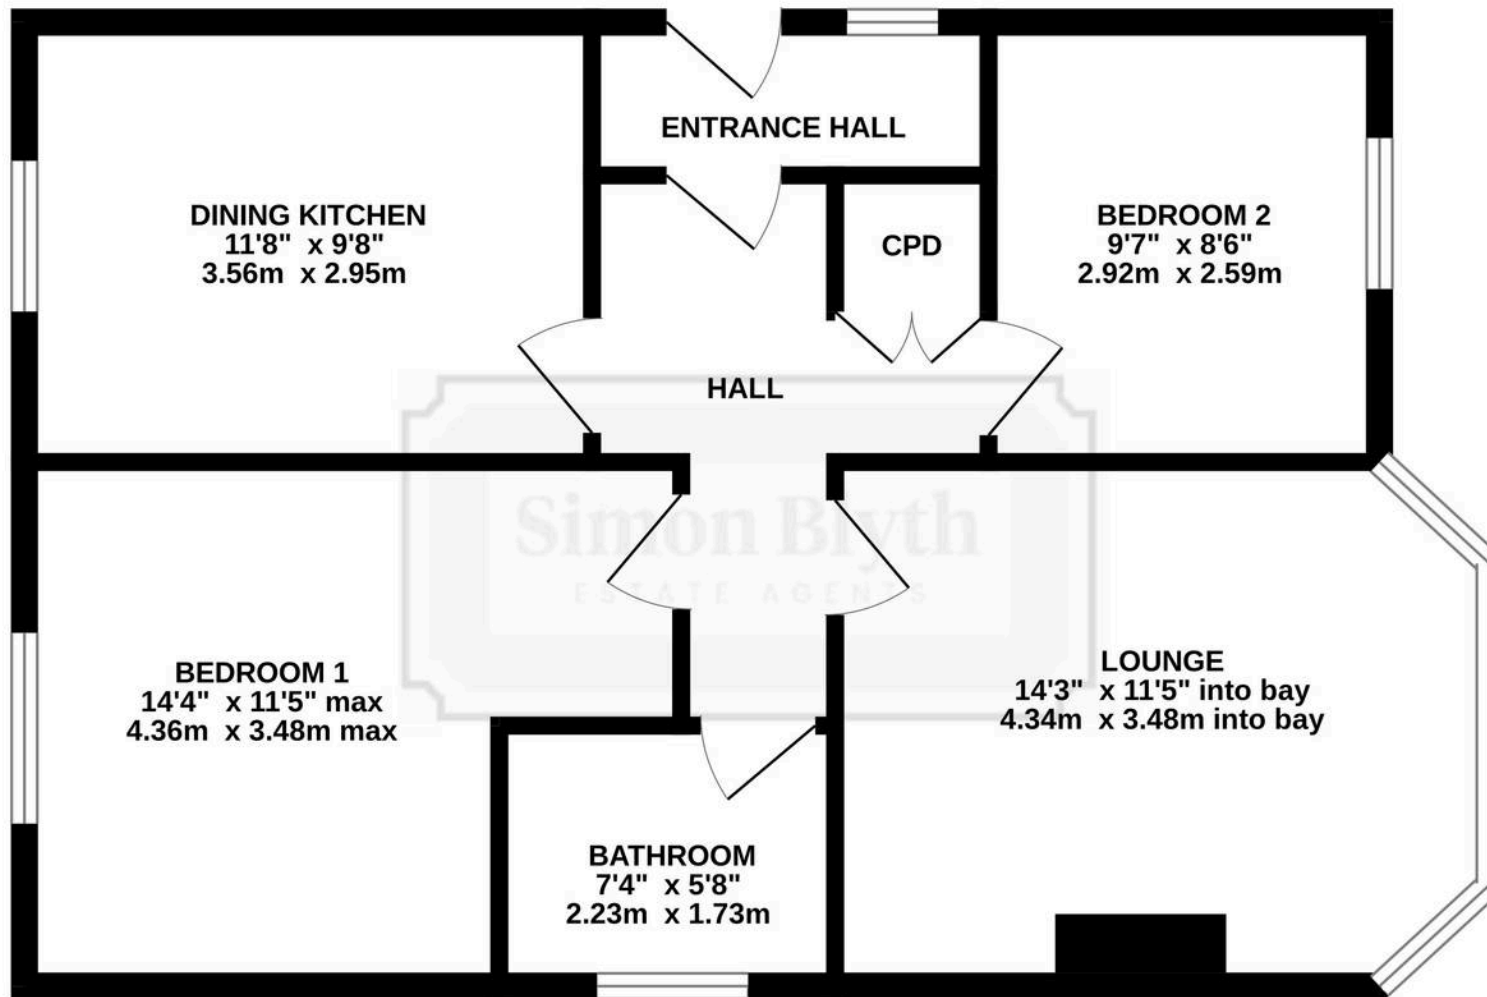 ENTRANCE HALL
DINING KITCHEN
11'8" x 9'8"
3.56m x 2.95m
CPD
BEDROOM 2
9'7" x 8'6"
2.92m x 2.59m
HALL
Simon Blyth
ESTATE AGENTS
BEDROOM 1
14'4" x 11'5" max
4.36m x 3.48m max
LOUNGE
14'3" x 11'5" into bay
4.34m x 3.48m into bay
BATHROOM
7'4" x 5'8"
2.23m x 1.73m